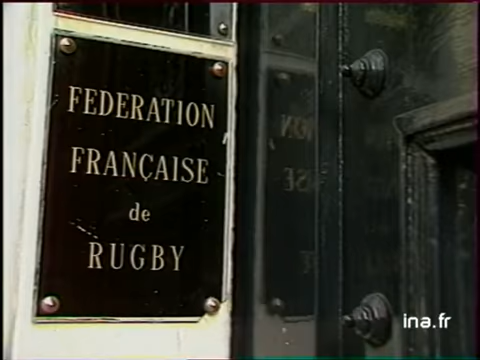 FEDERATION
FRANÇAISE
de
RUGBY
ina.fr